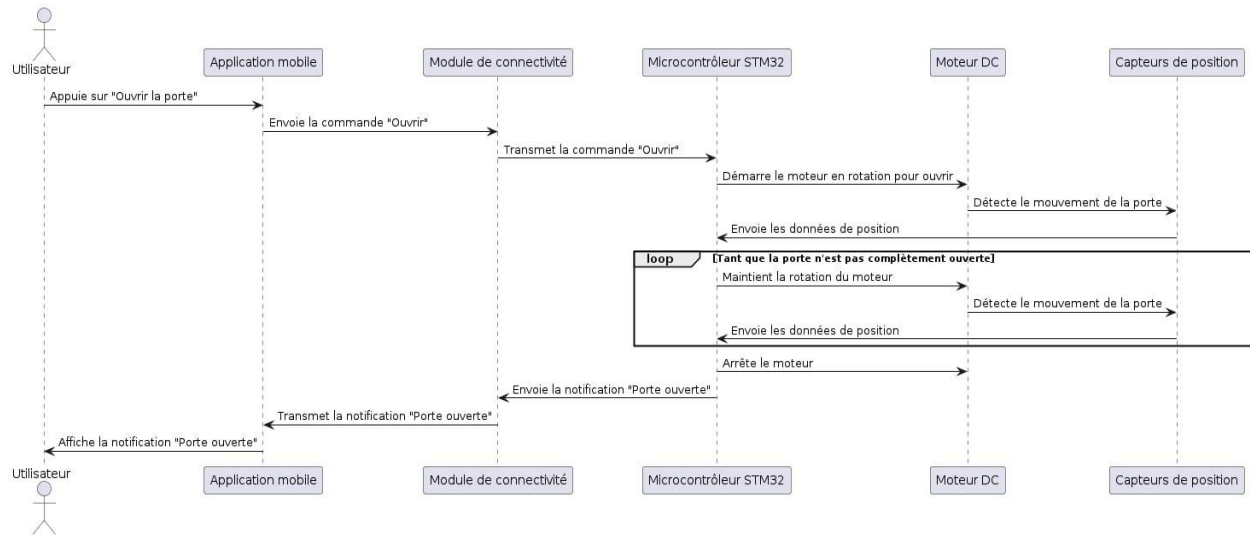 Utilisateur
Application mobile
Module de connectivité
Microcontrôleur STM32
Moteur DC
Capteurs de position
Appuie sur "Ouvrir la porte"
Envoie la commande "Ouvrir"
Transmet la commande "Ouvrir"
Démarre le moteur en rotation pour ouvrir
Détecte le mouvement de la porte
Envoie les données de position
loop [Tant que la porte n'est pas complètement ouverte]
Maintient la rotation du moteur
Détecte le mouvement de la porte
Envoie les données de position
Arrête le moteur
Envoie la notification "Porte ouverte"
Transmet la notification "Porte ouverte"
Affiche la notification "Porte ouverte"
Utilisateur
Application mobile
Module de connectivité
Microcontrôleur STM32
Moteur DC
Capteurs de position